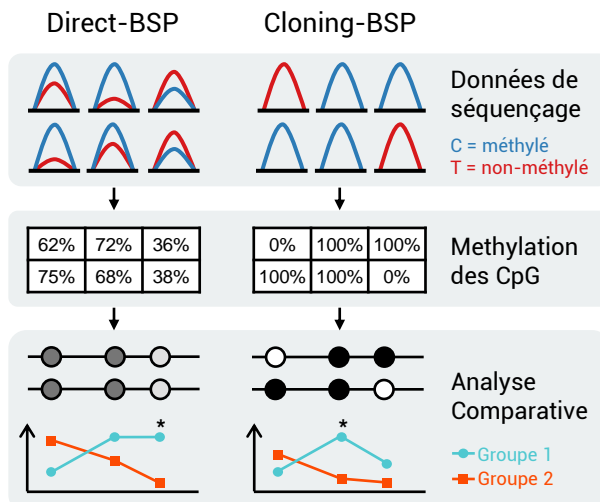 Direct-BSP
Cloning-BSP
Données de
séquençage
C = méthylé
T = non-méthylé
62% 72% 36%
75% 68% 38%
0% 100% 100%
100% 100% 0%
Methylation
des CpG
Analyse
Comparative
*
*
Groupe 1
Groupe 2